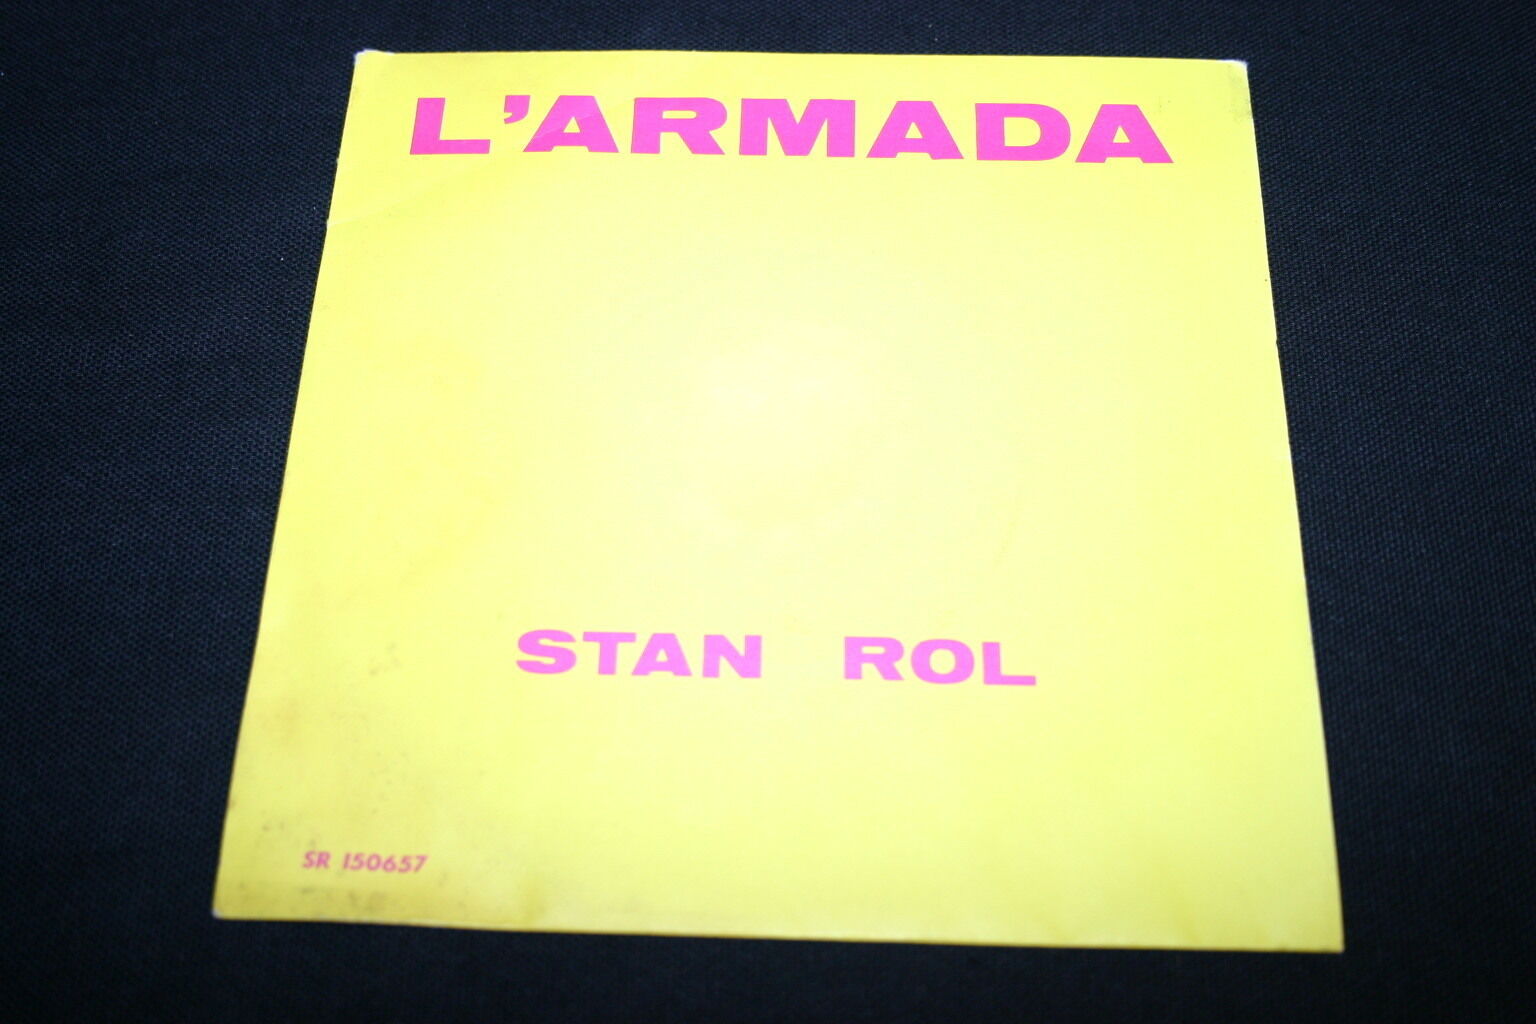 L'ARMADA
STAN ROL
SR 150657